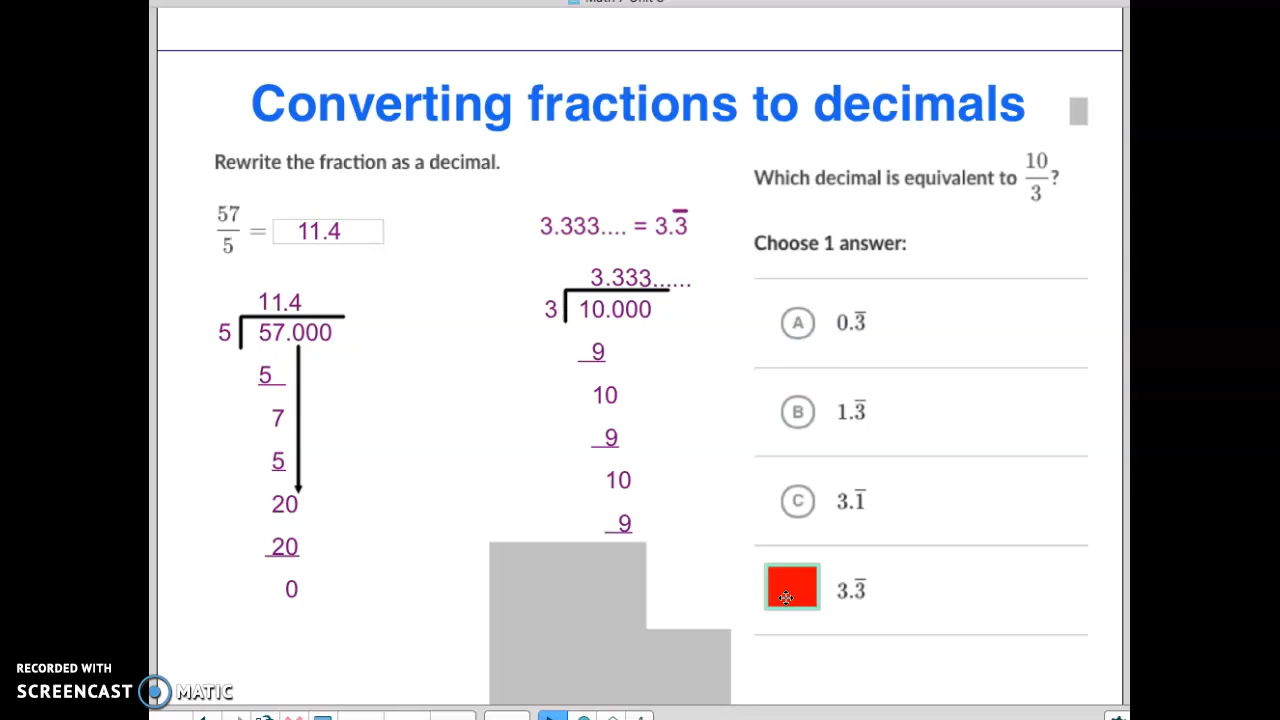 Converting fractions to decimals
Rewrite the fraction as a decimal.
57
5
= 11.4
11.4
5 57.000
5
7
5
20
20
0
3.333.... = 3.3̅
3.333......
3 10.000
9
10
9
10
9
Which decimal is equivalent to 10/3?
Choose 1 answer:
A 0.3̅
B 1.3̅
C 3.1̅
3.3̅
RECORDED WITH
SCREENCAST MATIC